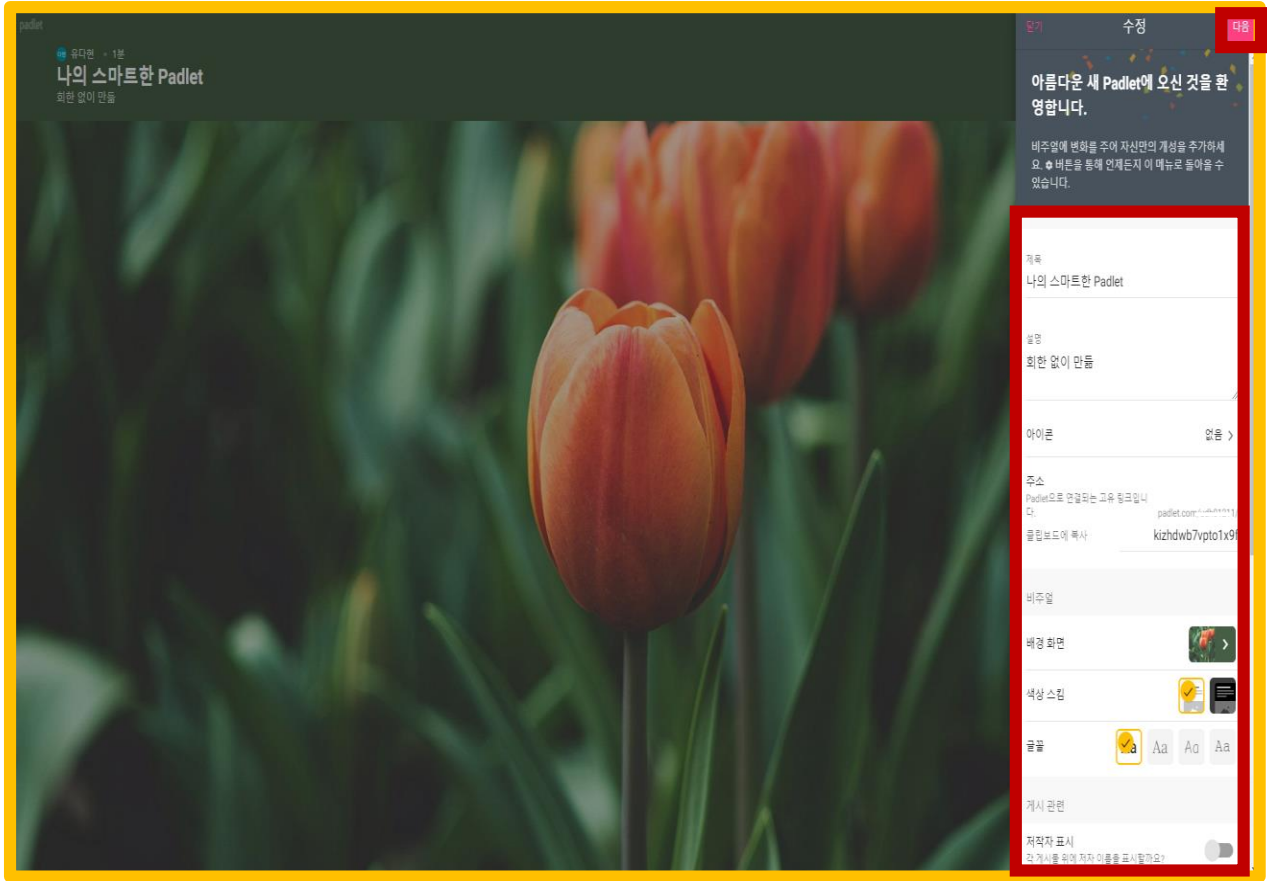 padlet
유다현 • 1분
나의 스마트한 Padlet
회한 없이 만듦
닫기
수정
다음
아름다운 새 Padlet에 오신 것을 환
영합니다.
비주얼에 변화를 주어 자신만의 개성을 추가하세
요. 버튼을 통해 언제든지 이 메뉴로 돌아올 수
있습니다.
제목
나의 스마트한 Padlet
설명
회한 없이 만듦
아이콘
없음
주소
Padlet으로 연결되는 고유 링크입니
다.
padlet.com/
클립보드에 복사
kizhdwb7vpto1x9f
비주얼
배경 화면
색상 스킴
글꼴
Aa Aa Aa
게시 관련
저작자 표시
각 게시물 위에 저자 이름을 표시할까요?